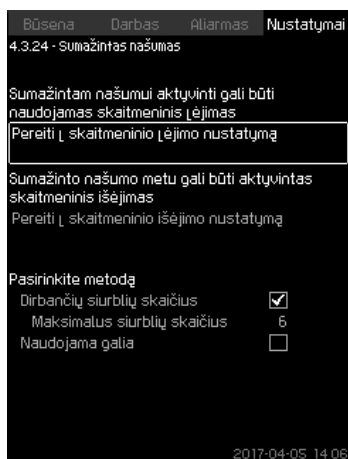 Būsena Darbas Aliarmas Nustatymai
4.3.24 - Sumažintas našumas
Sumažintam našumui aktyvinti gali būti
naudojamas skaitmeninis įėjimas
Pereiti į skaitmeninio įėjimo nustatymą
Sumažinto našumo metu gali būti aktyvintas
skaitmeninis išėjimas
Pereiti į skaitmeninio išėjimo nustatymą
Pasirinkite metodą
Dirbančių siurblių skaičius
Maksimalus siurblių skaičius 6
Naudojama galia
2017-04-05 14:06